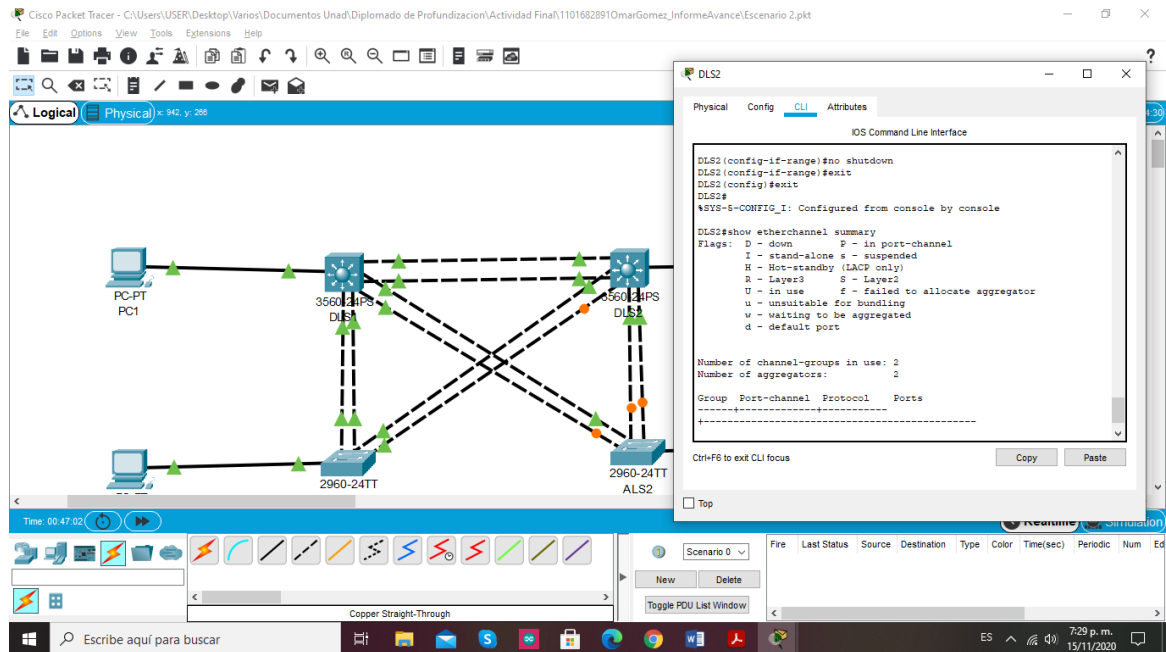 Cisco Packet Tracer - C:\Users\USER\Desktop\Varios\Documentos Unad\Diplomado de Profundizacion\Actividad Final\1101682891OmarGomez_InformeAvance\Escenario 2.pkt
File Edit Options View Tools Extensions Help
Logical Physical x: 942, y: 266
PC-PT
PC1
3560-24PS
DLS1
3560-24PS
DLS2
2960-24TT
2960-24TT
ALS2
DLS2
Physical Config CLI Attributes
IOS Command Line Interface
DLS2(config-if-range)#no shutdown
DLS2(config-if-range)#exit
DLS2(config)#exit
DLS2#
%SYS-5-CONFIG_I: Configured from console by console
DLS2#show etherchannel summary
Flags: D - down P - in port-channel
I - stand-alone s - suspended
H - Hot-standby (LACP only)
R - Layer3 S - Layer2
U - in use f - failed to allocate aggregator
u - unsuitable for bundling
w - waiting to be aggregated
d - default port
Number of channel-groups in use: 2
Number of aggregators: 2
Group Port-channel Protocol Ports
------+-------------+-----------
+----------------------------------------------
Ctrl+F6 to exit CLI focus
Copy Paste
Top
Time: 00:47:02
Realtime Simulation
Scenario 0
New Delete
Toggle PDU List Window
Fire Last Status Source Destination Type Color Time(sec) Periodic Num Ed
Copper Straight-Through
Escribe aquí para buscar
ES
7:29 p. m.
15/11/2020